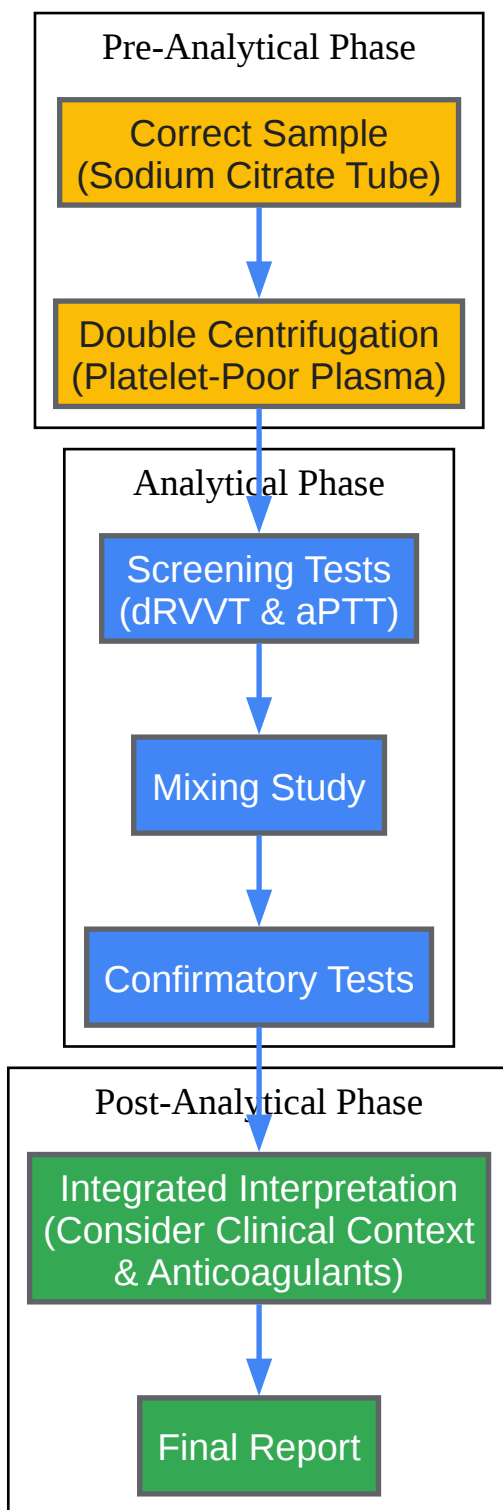 Pre-Analytical Phase
Correct Sample
(Sodium Citrate Tube)
Double Centrifugation
(Platelet-Poor Plasma)
Analytical Phase
Screening Tests
(dRVVT & aPTT)
Mixing Study
Confirmatory Tests
Post-Analytical Phase
Integrated Interpretation
(Consider Clinical Context
& Anticoagulants)
Final Report